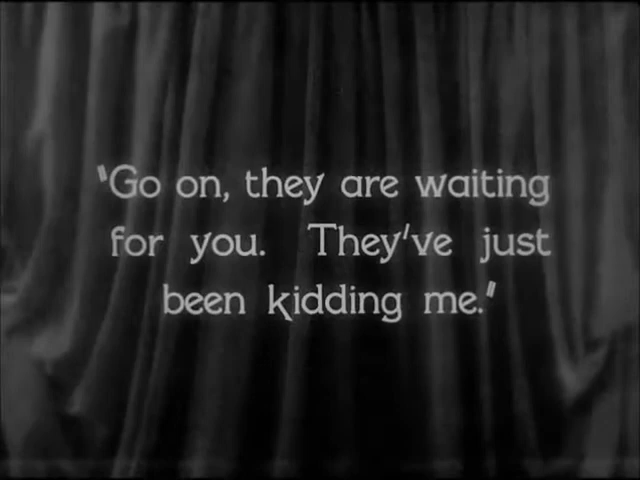 "Go on, they are waiting
for you. They've just
been kidding me."